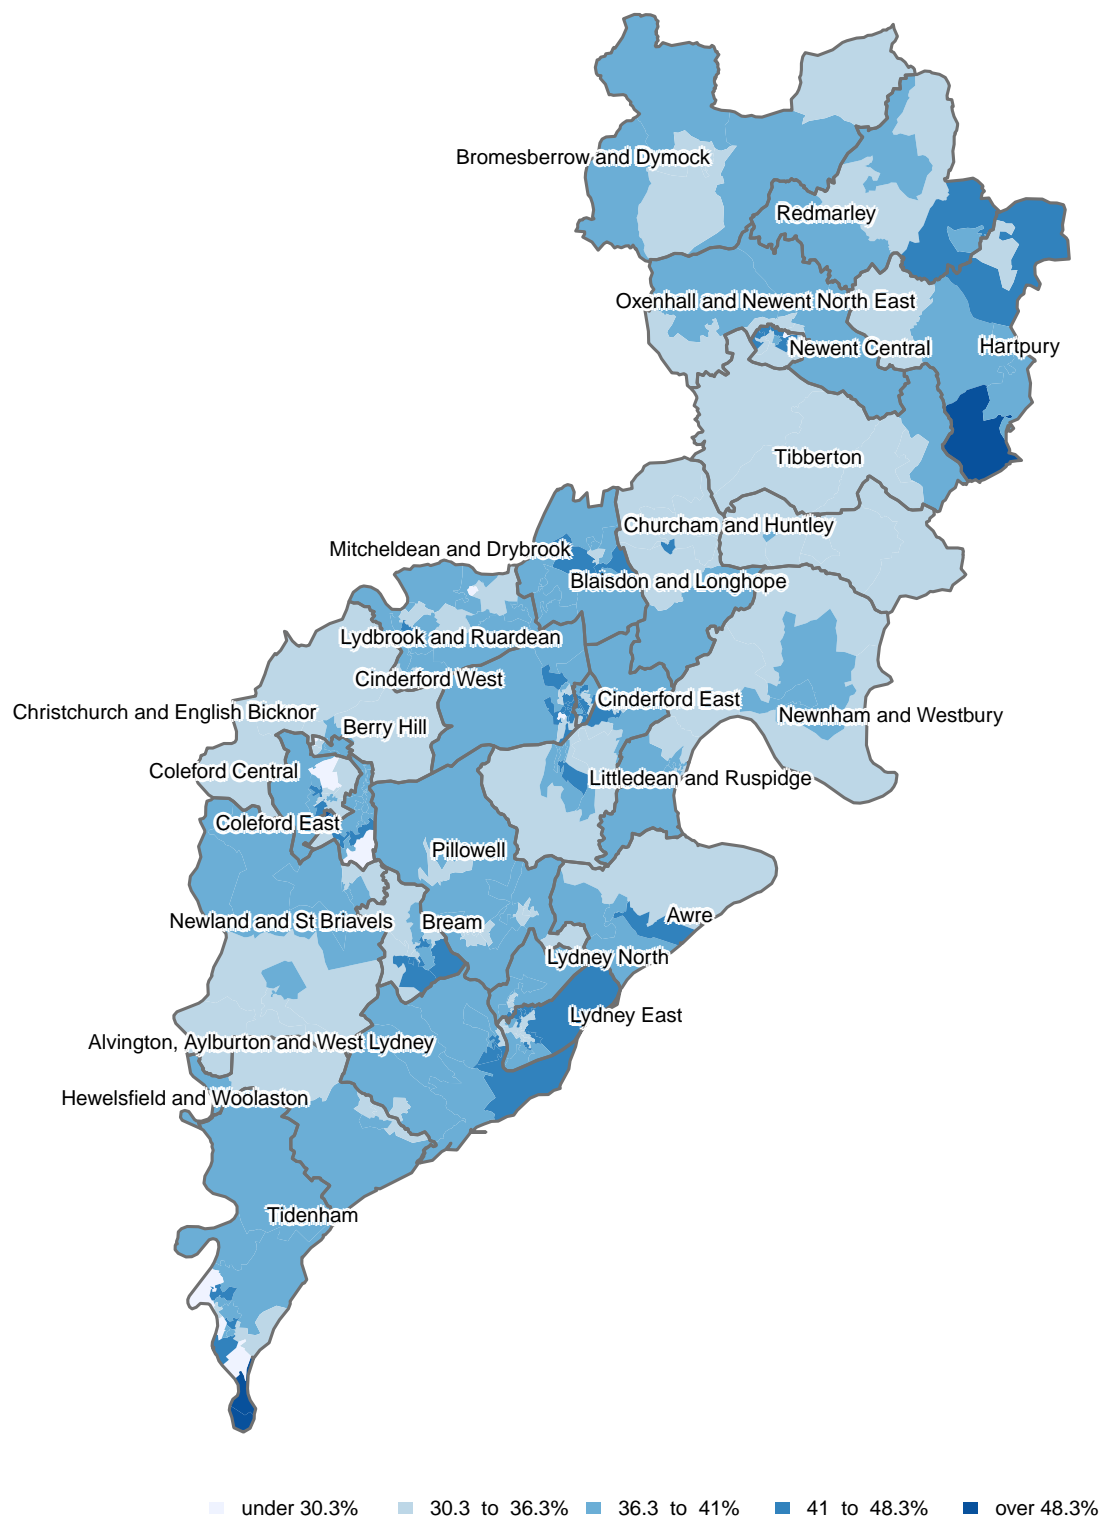 Bromesberrow and Dymock
Redmarley
Oxenhall and Newent North East
Newent Central
Hartpury
Tibberton
Churcham and Huntley
Mitcheldean and Drybrook
Blaisdon and Longhope
Lydbrook and Ruardean
Cinderford West
Cinderford East
Christchurch and English Bicknor
Newnham and Westbury
Berry Hill
Coleford Central
Littledean and Ruspidge
Coleford East
Pillowell
Awre
Newland and St Briavels
Bream
Lydney North
Lydney East
Alvington, Aylburton and West Lydney
Hewelsfield and Woolaston
Tidenham
under 30.3% 30.3 to 36.3% 36.3 to 41% 41 to 48.3% over 48.3%